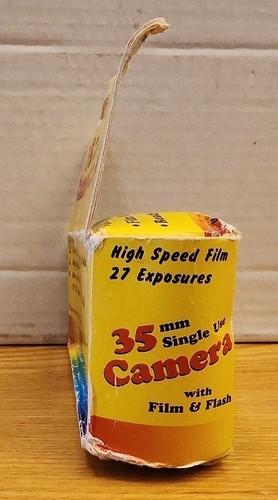 High Speed Film
27 Exposures
35 mm
Single Use
Camera
with
Film & Flash